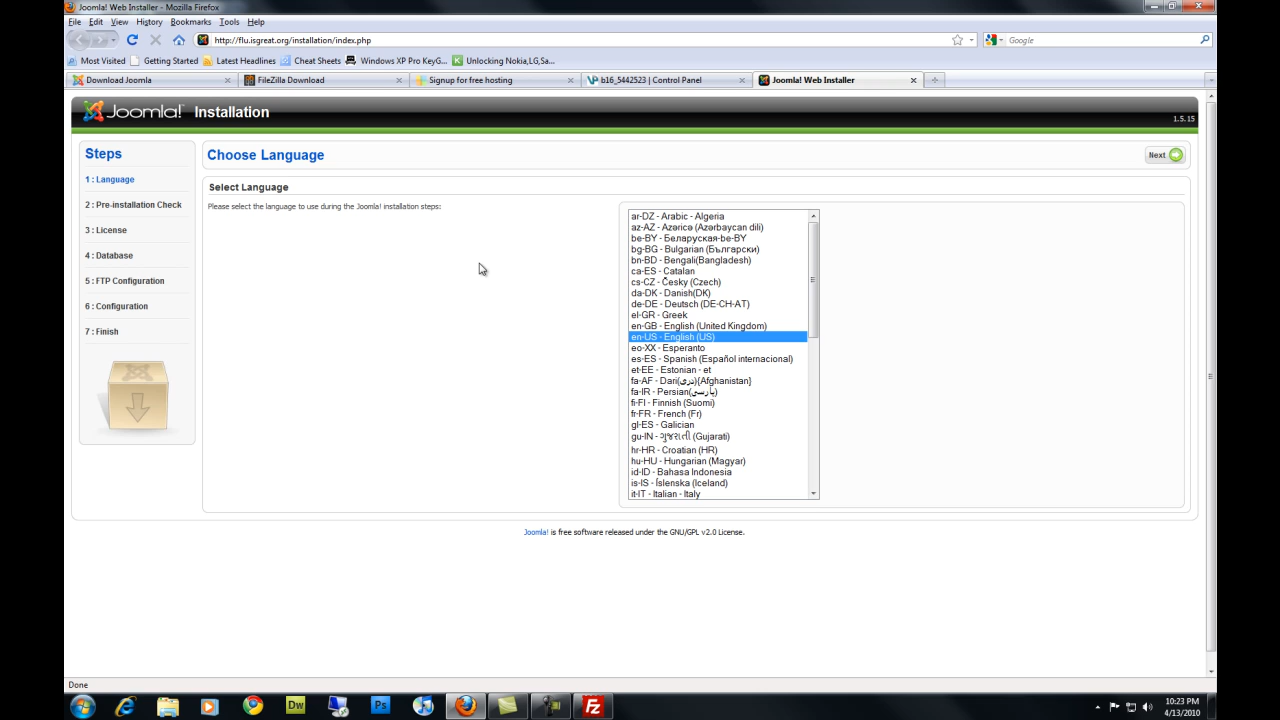 Joomla! Web Installer - Mozilla Firefox
File Edit View History Bookmarks Tools Help
http://flu.isgreat.org/installation/index.php
Google
Most Visited Getting Started Latest Headlines Cheat Sheets Windows XP Pro KeyG... Unlocking Nokia,LG,Sa...
Download Joomla
FileZilla Download
Signup for free hosting
b16_5442523 | Control Panel
Joomla! Web Installer
Joomla! Installation
1.5.15
Steps
1 : Language
2 : Pre-installation Check
3 : License
4 : Database
5 : FTP Configuration
6 : Configuration
7 : Finish
Choose Language
Next
Select Language
Please select the language to use during the Joomla! installation steps:
ar-DZ - Arabic - Algeria
az-AZ - Azəricə (Azərbaycan dili)
be-BY - Беларуская-be-BY
bg-BG - Bulgarian (Български)
bn-BD - Bengali(Bangladesh)
ca-ES - Catalan
cs-CZ - Česky (Czech)
da-DK - Danish(DK)
de-DE - Deutsch (DE-CH-AT)
el-GR - Greek
en-GB - English (United Kingdom)
en-US - English (US)
eo-XX - Esperanto
es-ES - Spanish (Español internacional)
et-EE - Estonian - et
fa-AF - Dari(دری){Afghanistan}
fa-IR - Persian(پارسی)
fi-FI - Finnish (Suomi)
fr-FR - French (Fr)
gl-ES - Galician
gu-IN - ગુજરાતી (Gujarati)
hr-HR - Croatian (HR)
hu-HU - Hungarian (Magyar)
id-ID - Bahasa Indonesia
is-IS - Íslenska (Iceland)
it-IT - Italian - Italy
Joomla! is free software released under the GNU/GPL v2.0 License.
Done
Dw
Ps
Fz
10:23 PM
4/13/2010